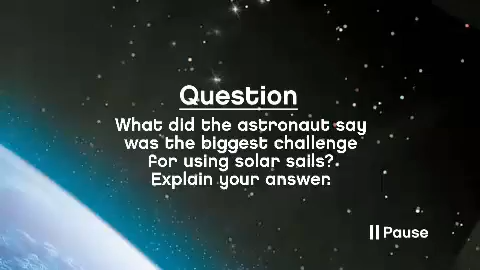 Question
What did the astronaut say
was the biggest challenge
for using solar sails?
Explain your answer.
Pause